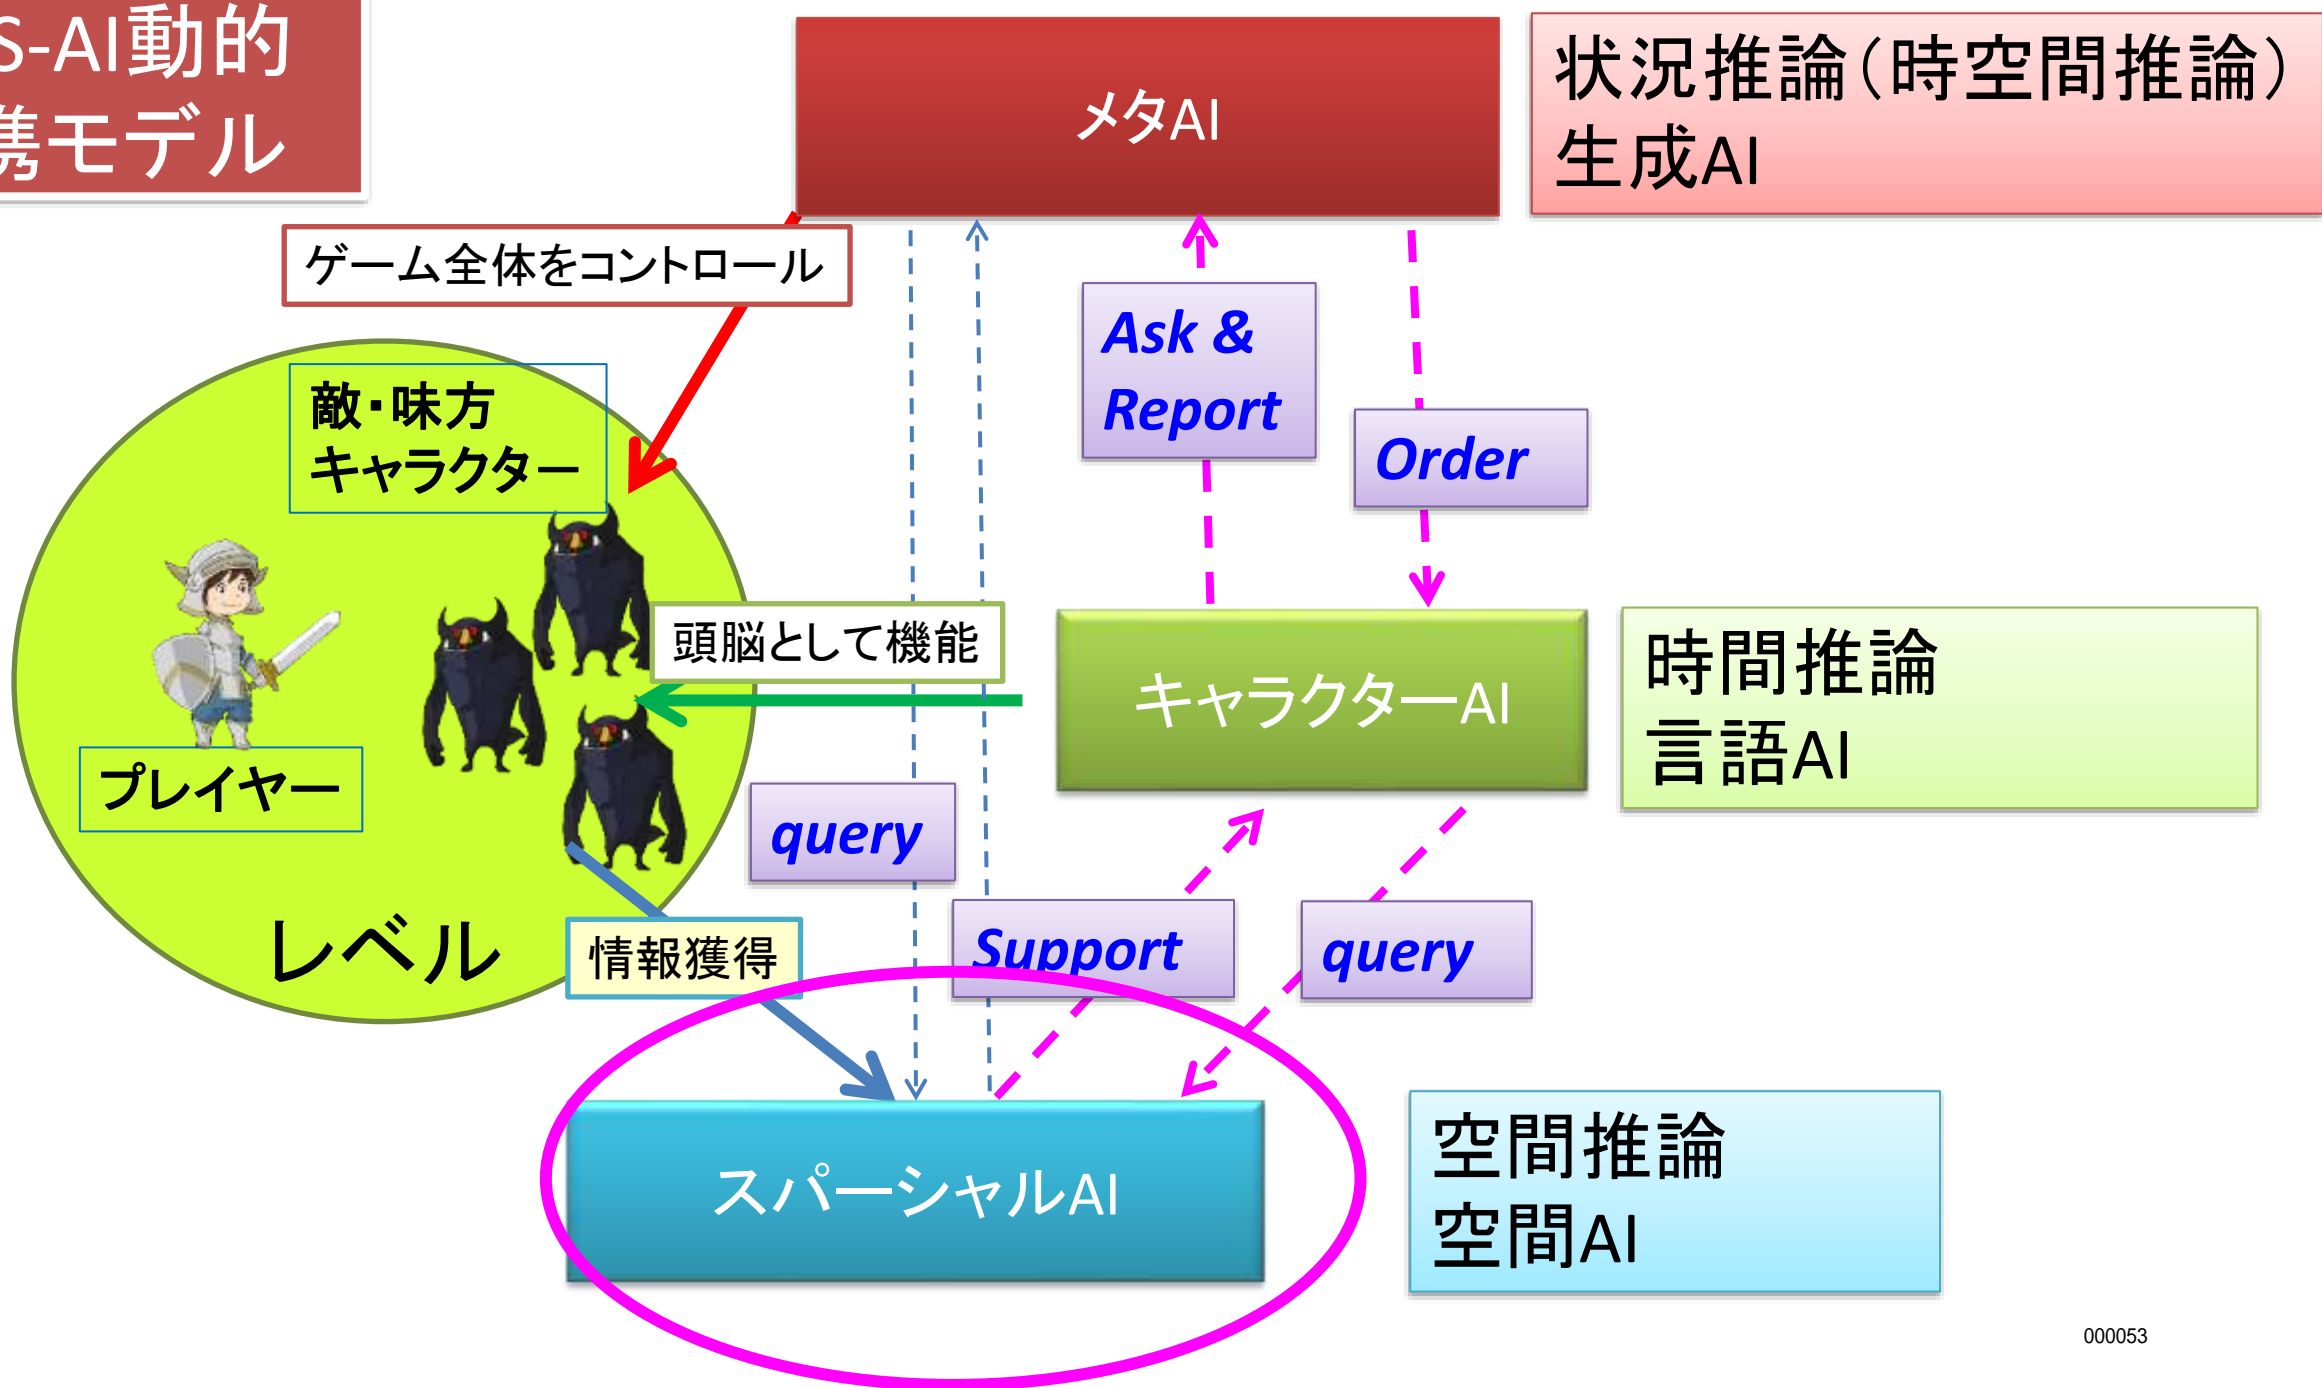 S-AI動的
携モデル
メタAI
状況推論(時空間推論)
生成AI
ゲーム全体をコントロール
Ask &
Report
Order
敵・味方
キャラクター
頭脳として機能
キャラクターAI
時間推論
言語AI
プレイヤー
query
レベル
情報獲得
Support
query
スパーシャルAI
空間推論
空間AI
000053